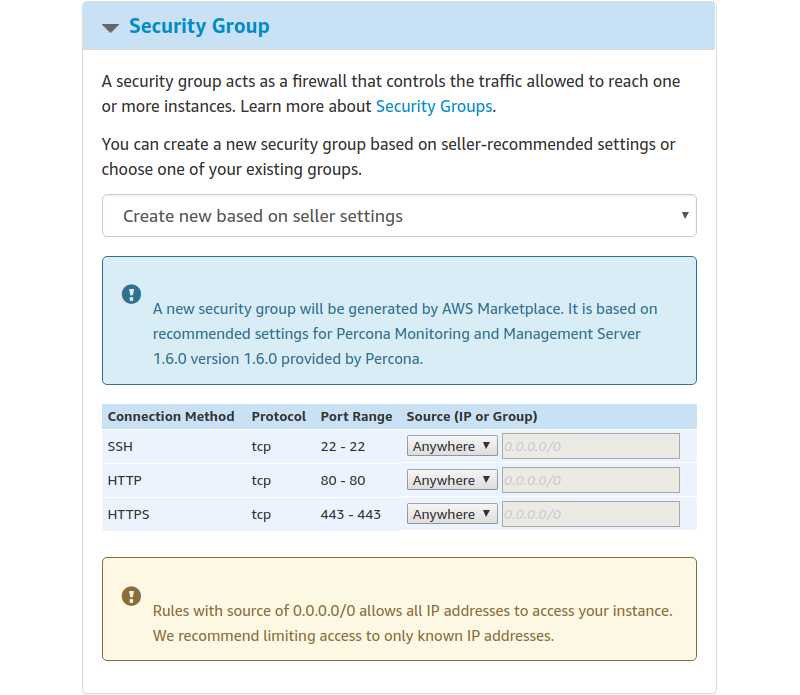 Security Group
A security group acts as a firewall that controls the traffic allowed to reach one
or more instances. Learn more about Security Groups.
You can create a new security group based on seller-recommended settings or
choose one of your existing groups.
Create new based on seller settings
A new security group will be generated by AWS Marketplace. It is based on
recommended settings for Percona Monitoring and Management Server
1.6.0 version 1.6.0 provided by Percona.
Connection Method Protocol Port Range Source (IP or Group)
SSH tcp 22 - 22 Anywhere 0.0.0.0/0
HTTP tcp 80 - 80 Anywhere 0.0.0.0/0
HTTPS tcp 443 - 443 Anywhere 0.0.0.0/0
Rules with source of 0.0.0.0/0 allows all IP addresses to access your instance.
We recommend limiting access to only known IP addresses.